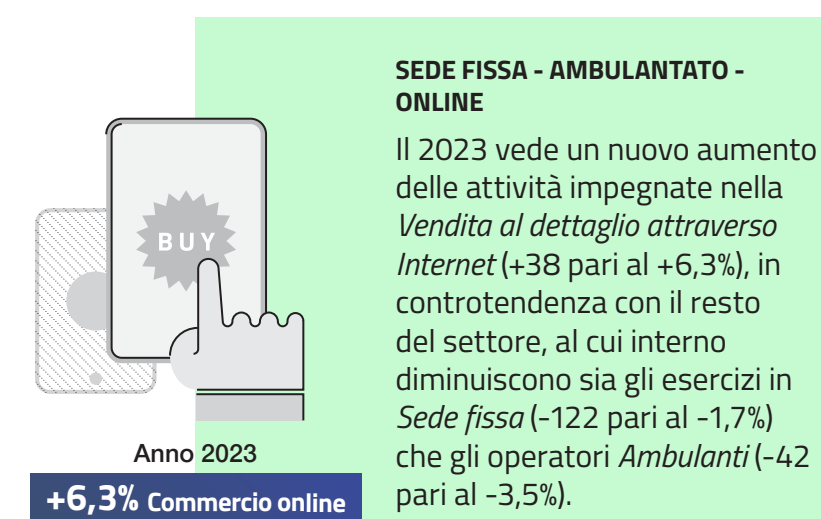 BUY
Anno 2023
+6,3% Commercio online
SEDE FISSA - AMBULANTATO -
ONLINE
Il 2023 vede un nuovo aumento
delle attività impegnate nella
Vendita al dettaglio attraverso
Internet (+38 pari al +6,3%), in
controtendenza con il resto
del settore, al cui interno
diminuiscono sia gli esercizi in
Sede fissa (-122 pari al -1,7%)
che gli operatori Ambulanti (-42
pari al -3,5%).